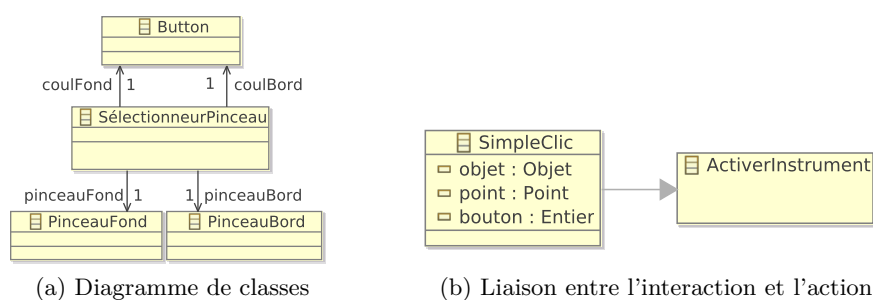 Button
coulFond 1
1 coulBord
SélectionneurPinceau
pinceauFond 1
1 pinceauBord
PinceauFond
PinceauBord
(a) Diagramme de classes
SimpleClic
objet : Objet
point : Point
bouton : Entier
ActiverInstrument
(b) Liaison entre l'interaction et l'action